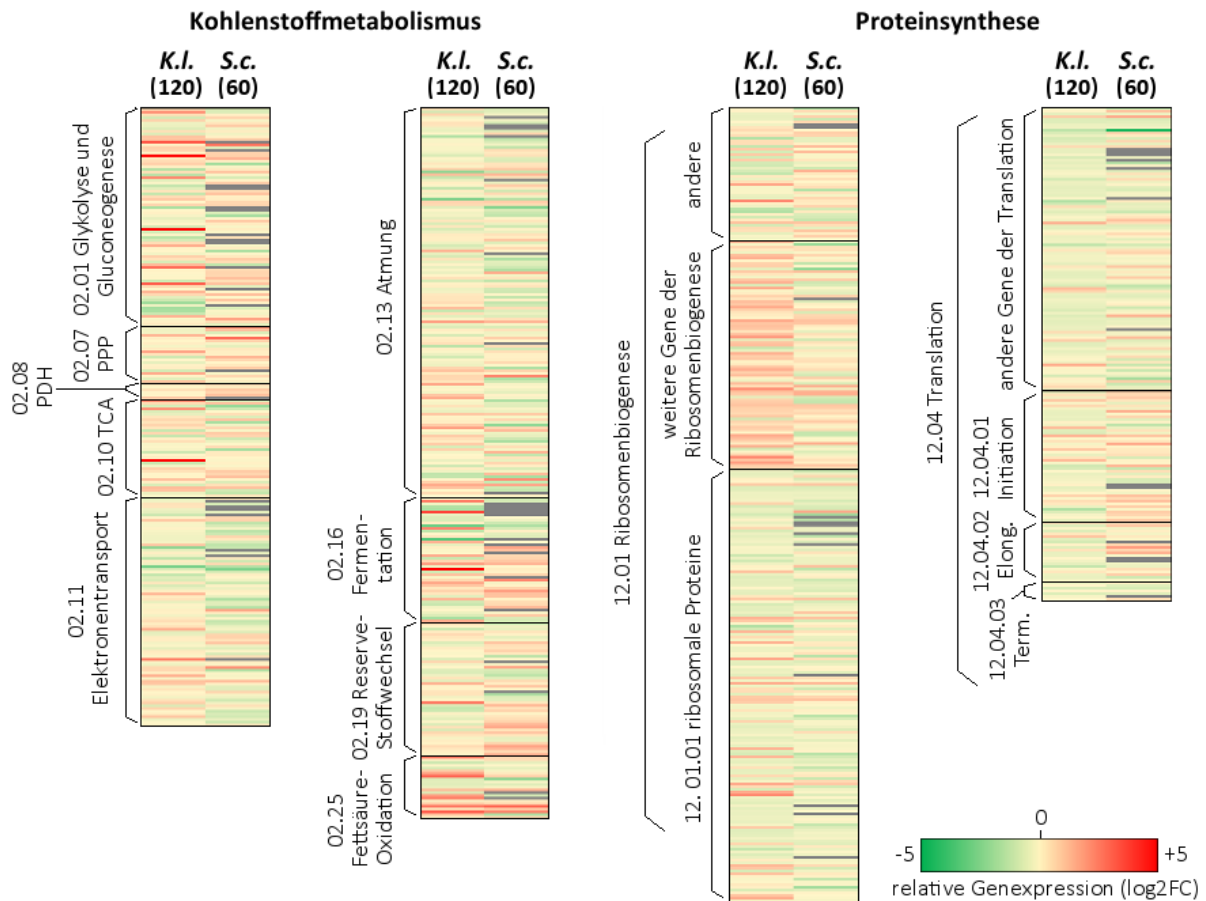 Kohlenstoffmetabolismus
K.l.
(120)
S.c.
(60)
K.l.
(120)
S.c.
(60)
02.01 Glykolyse und
Gluconeogenese
02.07
PPP
02.08
PDH
02.10 TCA
02.11
Elektronentransport
02.13 Atmung
02.16
Fermen-
tation
02.19 Reserve-
Stoffwechsel
02.25
Fettsäure-
Oxidation
Proteinsynthese
K.l.
(120)
S.c.
(60)
K.l.
(120)
S.c.
(60)
12.01 Ribosomenbiogenese
andere
weitere Gene der
Ribosomenbiogenese
12. 01.01 ribosomale Proteine
12.04 Translation
andere Gene der Translation
12.04.01
Initiation
12.04.02
Elong.
12.04.03
Term.
0
-5
+5
relative Genexpression (log2FC)